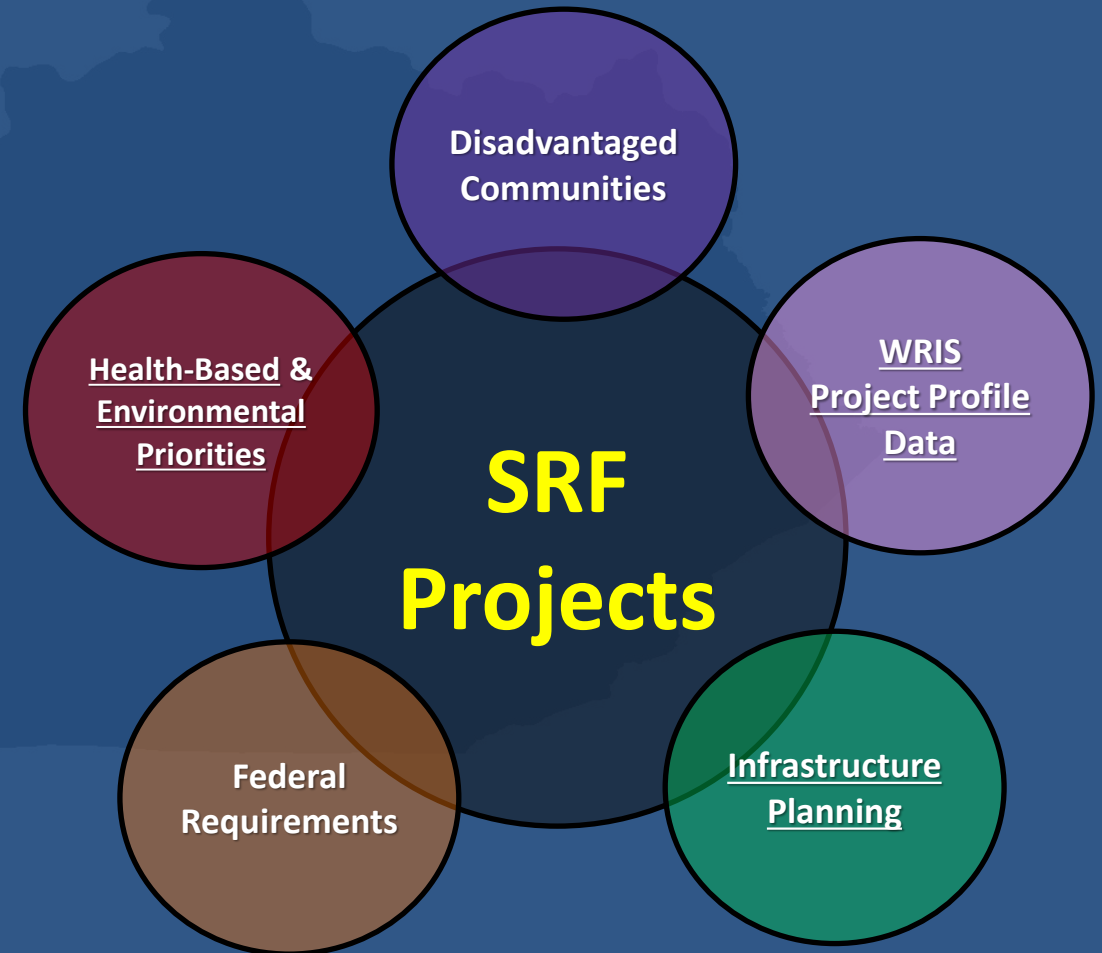 Disadvantaged
Communities
Health-Based &
Environmental
Priorities
WRIS
Project Profile
Data
SRF
Projects
Federal
Requirements
Infrastructure
Planning